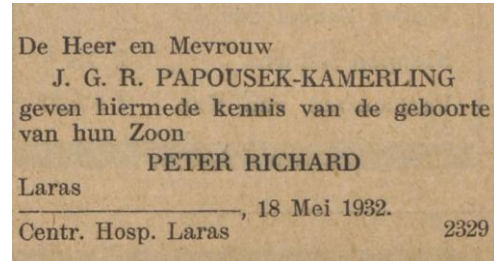 De Heer en Mevrouw
J. G. R. PAPOUSEK-KAMERLING
geven hiermede kennis van de geboorte
van hun Zoon
PETER RICHARD
Laras
————————, 18 Mei 1932.
Centr. Hosp. Laras 2329